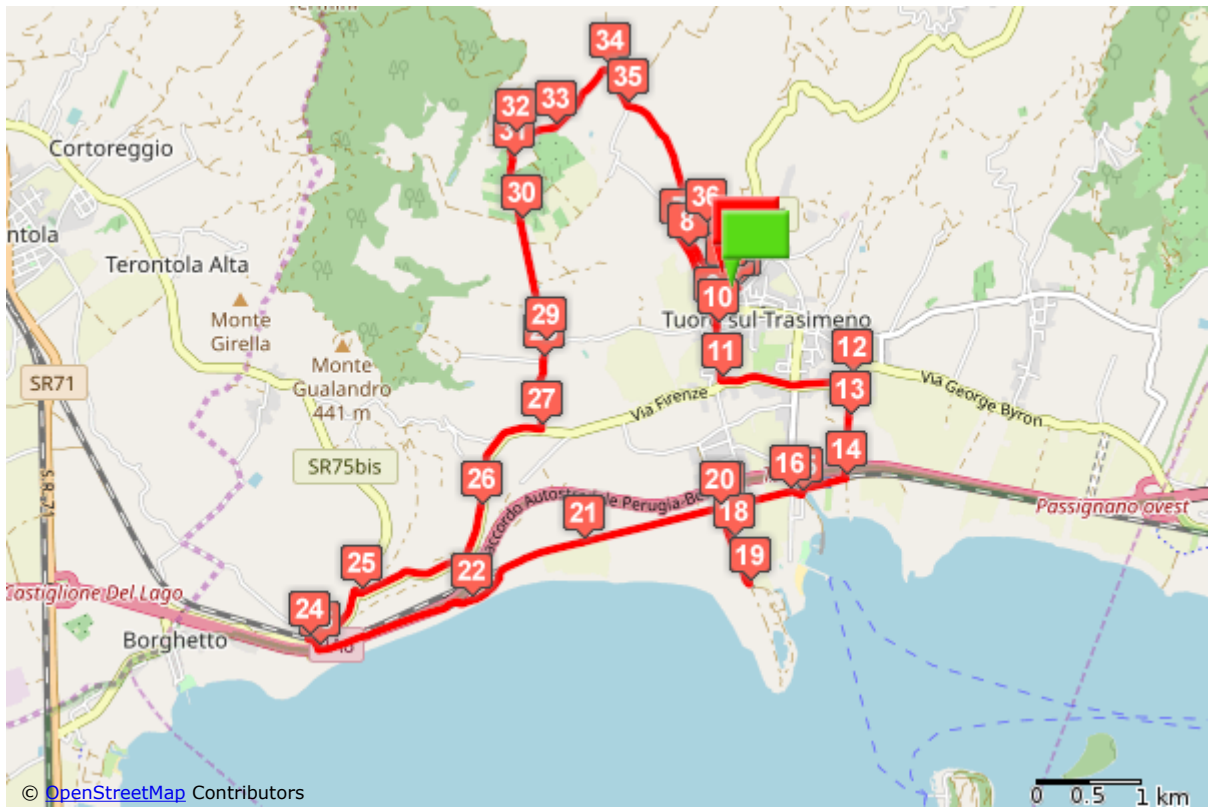 34
35
32
33
31
Cortoreggio
30
36
8
ntola
Terontola Alta
10
29
Tuoro sul Trasimeno
Monte
Girella
11
12
Monte
Gualandro
441 m
SR71
13
27
Via Firenze
Via George Byron
14
SR75bis
16
26
20
S.R. 71
Raccordo Autostradale Perugia-Be
Passignano ovest
18
21
19
25
22
Castiglione Del Lago
24
Borghetto
0 0.5 1 km
© OpenStreetMap Contributors